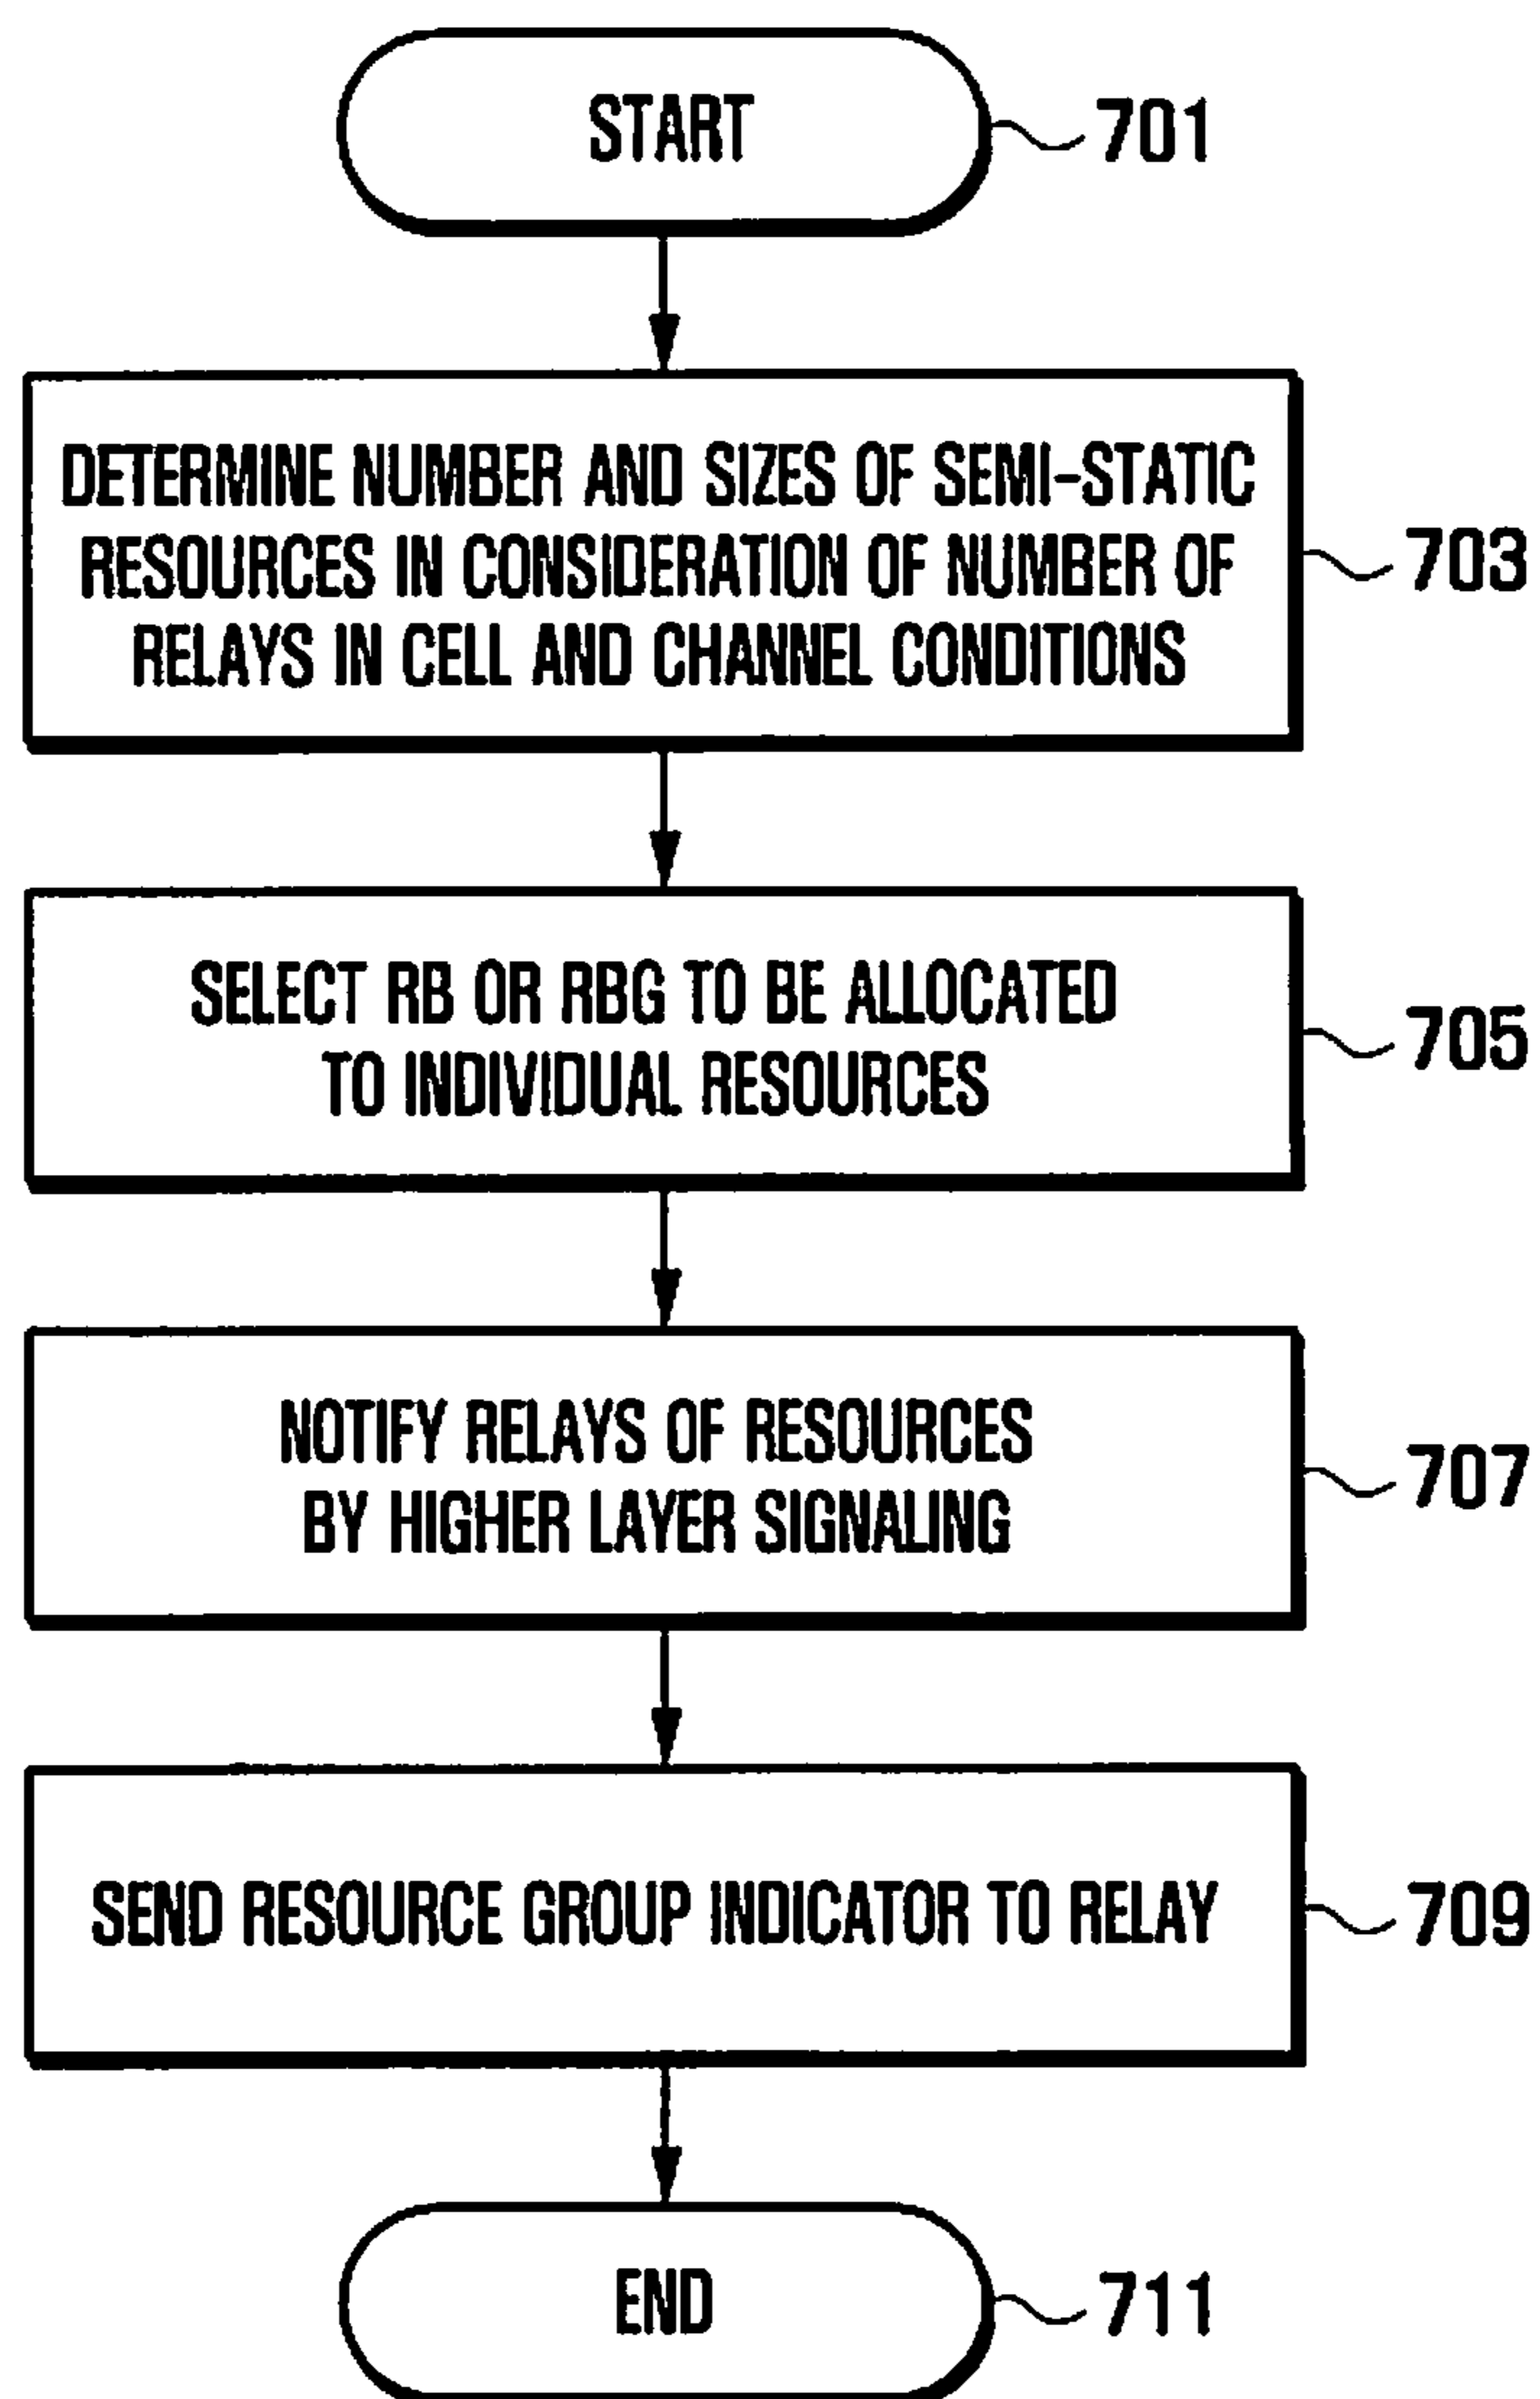 START
701
DETERMINE NUMBER AND SIZES OF SEMI-STATIC
RESOURCES IN CONSIDERATION OF NUMBER OF
RELAYS IN CELL AND CHANNEL CONDITIONS
703
SELECT RB OR RBG TO BE ALLOCATED
TO INDIVIDUAL RESOURCES
705
NOTIFY RELAYS OF RESOURCES
BY HIGHER LAYER SIGNALING
707
SEND RESOURCE GROUP INDICATOR TO RELAY
709
END
711